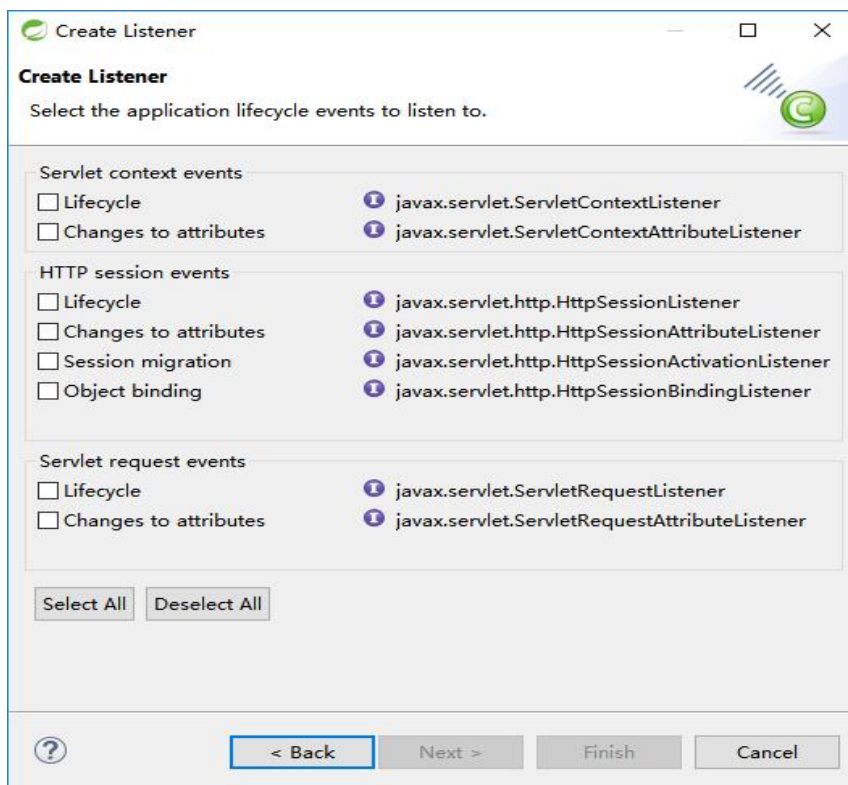 Create Listener
Create Listener
Select the application lifecycle events to listen to.
Servlet context events
Lifecycle javax.servlet.ServletContextListener
Changes to attributes javax.servlet.ServletContextAttributeListener
HTTP session events
Lifecycle javax.servlet.http.HttpSessionListener
Changes to attributes javax.servlet.http.HttpSessionAttributeListener
Session migration javax.servlet.http.HttpSessionActivationListener
Object binding javax.servlet.http.HttpSessionBindingListener
Servlet request events
Lifecycle javax.servlet.ServletRequestListener
Changes to attributes javax.servlet.ServletRequestAttributeListener
Select All Deselect All
< Back Next > Finish Cancel